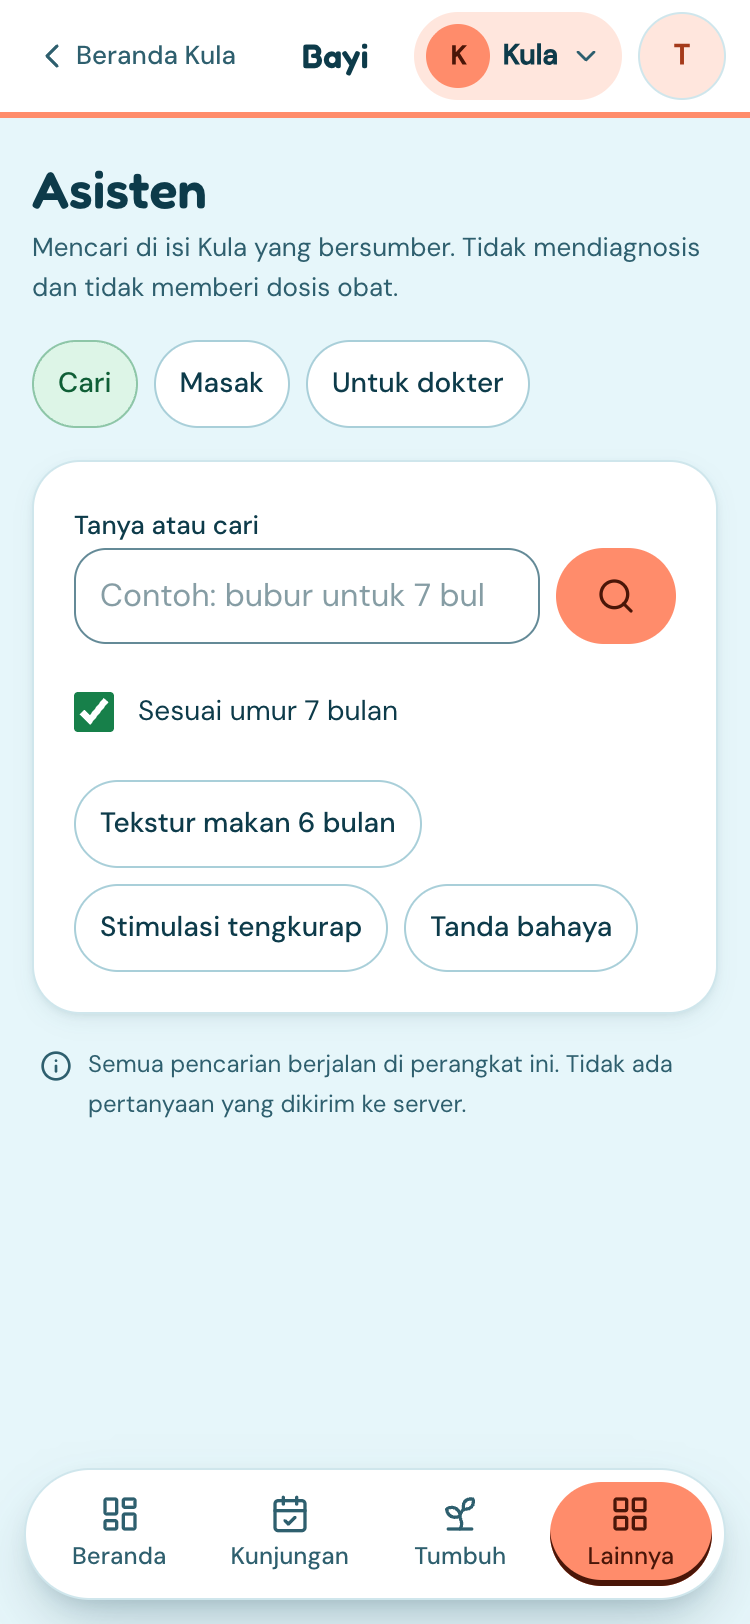 Beranda Kula
Bayi
K Kula
T
Asisten
Mencari di isi Kula yang bersumber. Tidak mendiagnosis
dan tidak memberi dosis obat.
Cari
Masak
Untuk dokter
Tanya atau cari
Contoh: bubur untuk 7 bul
Sesuai umur 7 bulan
Tekstur makan 6 bulan
Stimulasi tengkurap
Tanda bahaya
Semua pencarian berjalan di perangkat ini. Tidak ada
pertanyaan yang dikirim ke server.
Beranda
Kunjungan
Tumbuh
Lainnya